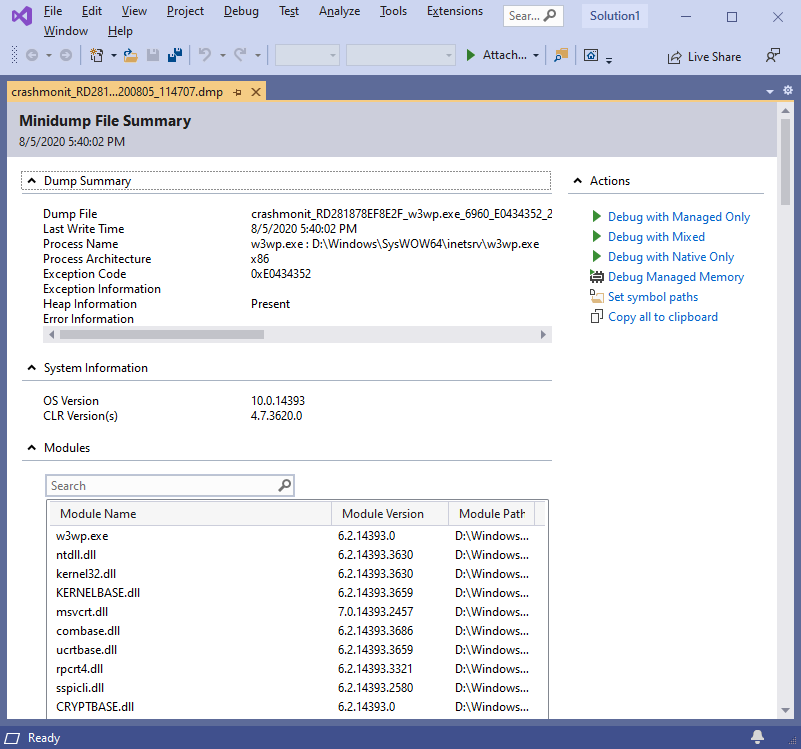 File Edit View Project Debug Test Analyze Tools Extensions
Window Help
Sear...
Solution1
Attach...
Live Share
crashmonit_RD281...200805_114707.dmp
Minidump File Summary
8/5/2020 5:40:02 PM
Dump Summary
Dump File crashmonit_RD281878EF8E2F_w3wp.exe_6960_E0434352_2
Last Write Time 8/5/2020 5:40:02 PM
Process Name w3wp.exe : D:\Windows\SysWOW64\inetsrv\w3wp.exe
Process Architecture x86
Exception Code 0xE0434352
Exception Information
Heap Information Present
Error Information
System Information
OS Version 10.0.14393
CLR Version(s) 4.7.3620.0
Modules
Search
Module Name Module Version Module Path
w3wp.exe 6.2.14393.0 D:\Windows...
ntdll.dll 6.2.14393.3630 D:\Windows...
kernel32.dll 6.2.14393.3630 D:\Windows...
KERNELBASE.dll 6.2.14393.3659 D:\Windows...
msvcrt.dll 7.0.14393.2457 D:\Windows...
combase.dll 6.2.14393.3686 D:\Windows...
ucrtbase.dll 6.2.14393.3659 D:\Windows...
rpcrt4.dll 6.2.14393.3321 D:\Windows...
sspicli.dll 6.2.14393.2580 D:\Windows...
CRYPTBASE.dll 6.2.14393.0 D:\Windows...
Actions
Debug with Managed Only
Debug with Mixed
Debug with Native Only
Debug Managed Memory
Set symbol paths
Copy all to clipboard
Ready